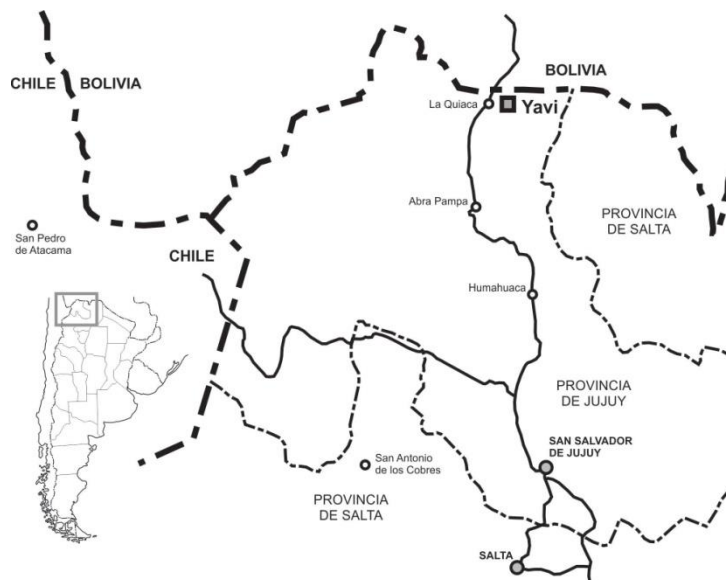 CHILE
BOLIVIA
BOLIVIA
La Quiaca
Yavi
Abra Pampa
PROVINCIA
DE SALTA
San Pedro
de Atacama
CHILE
Humahuaca
PROVINCIA
DE JUJUY
SAN SALVADOR
DE JUJUY
San Antonio
de los Cobres
PROVINCIA
DE SALTA
SALTA